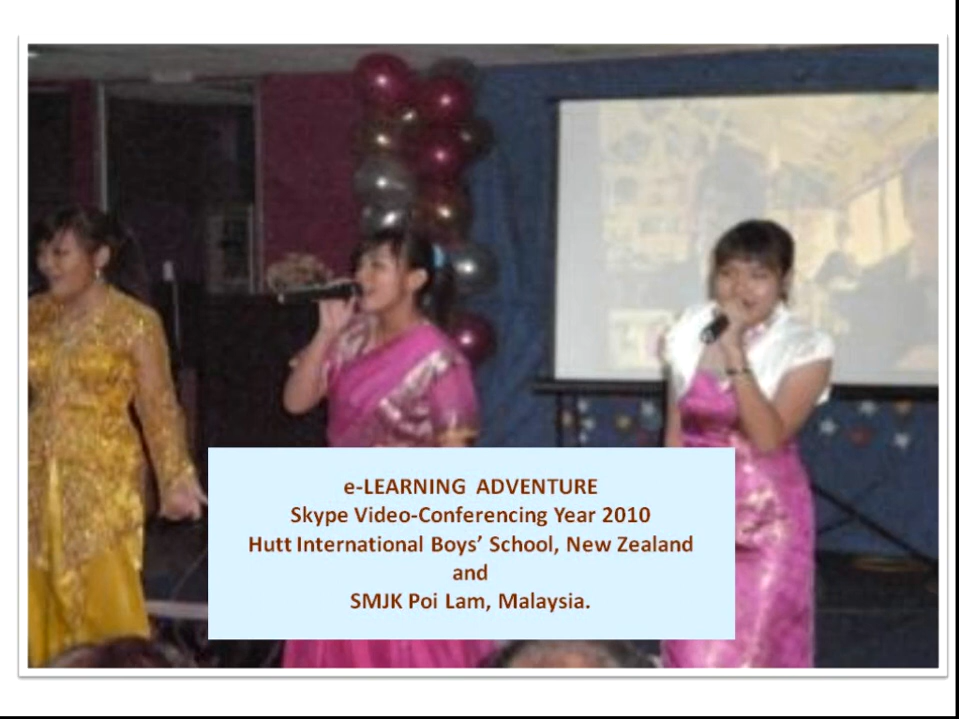 e-LEARNING ADVENTURE
Skype Video-Conferencing Year 2010
Hutt International Boys’ School, New Zealand
and
SMJK Poi Lam, Malaysia.